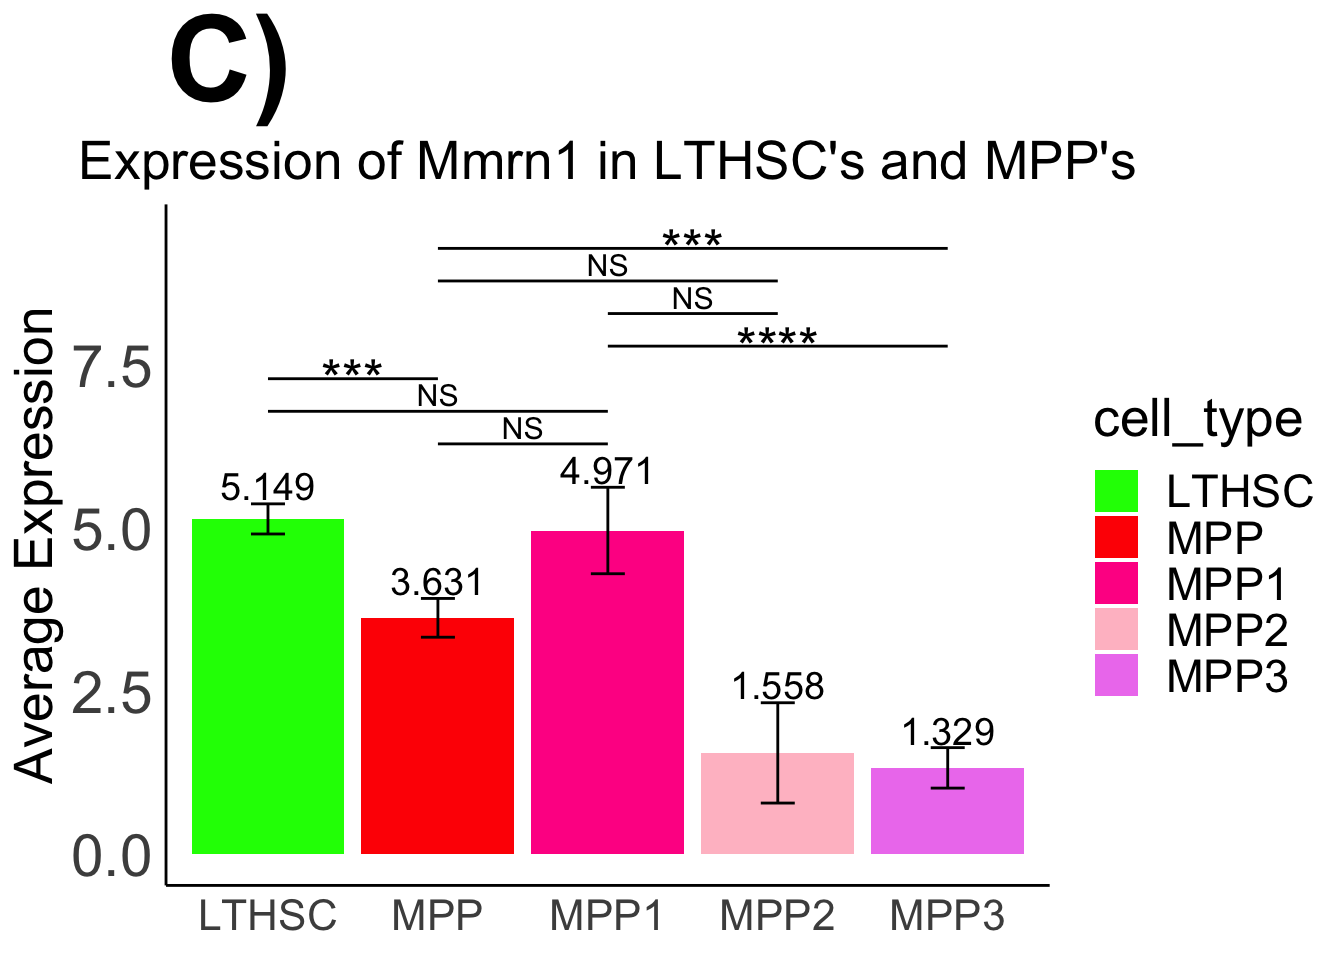 C)
Expression of Mmrn1 in LTHSC's and MPP's
***
NS
NS
****
***
NS
NS
5.149
3.631
4.971
1.558
1.329
Average Expression
7.5
5.0
2.5
0.0
LTHSC MPP MPP1 MPP2 MPP3
cell_type
LTHSC
MPP
MPP1
MPP2
MPP3